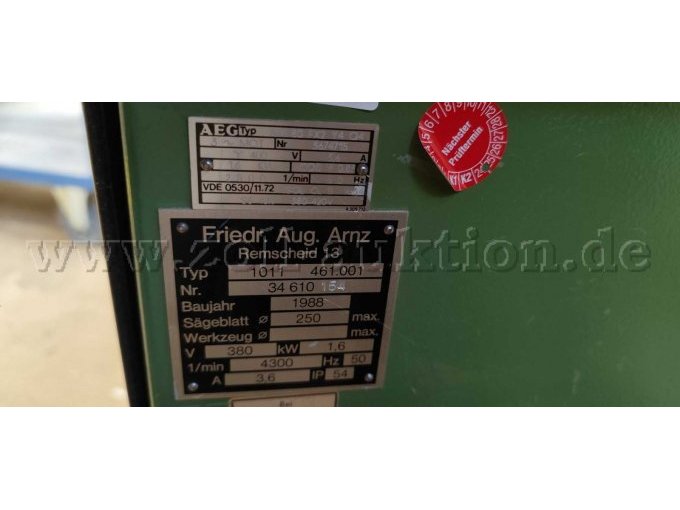 AEG Typ
Nr
V A
1/min Hz
VDE 0530/11.72
Friedr. Aug. Arnz
Remscheid 13
Typ 1011 461.001
Nr. 34 610 154
Baujahr 1988
Sägeblatt ⌀ 250 max.
Werkzeug ⌀ max.
V 380 kW 1.6
1/min 4300 Hz 50
A 3.6 IP 54
Nächster
Prüftermin
www.zoll-auktion.de